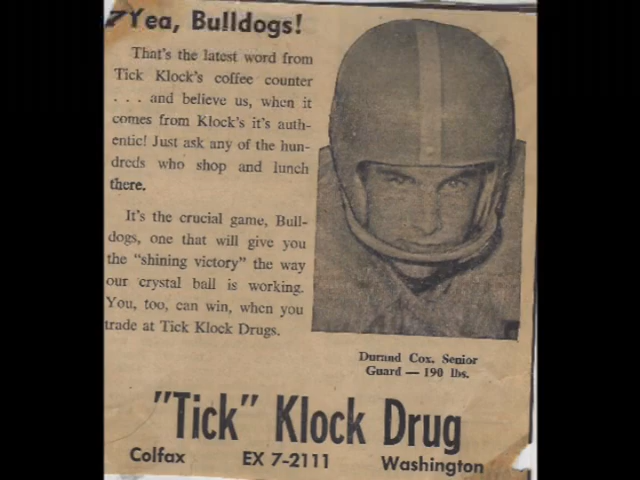 Yea, Bulldogs!
That's the latest word from
Tick Klock's coffee counter
. . . and believe us, when it
comes from Klock's it's auth-
entic! Just ask any of the hun-
dreds who shop and lunch
there.
It's the crucial game, Bull-
dogs, one that will give you
the "shining victory" the way
our crystal ball is working.
You, too, can win, when you
trade at Tick Klock Drugs.
Durand Cox, Senior
Guard — 190 lbs.
"Tick" Klock Drug
Colfax EX 7-2111 Washington